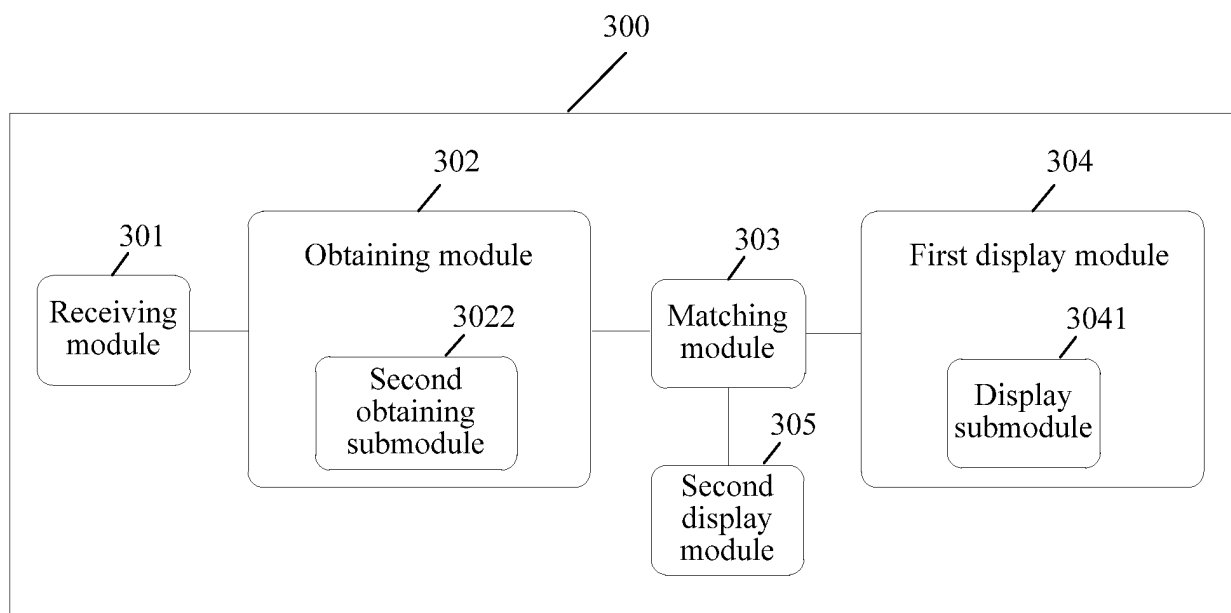 300
302
304
301
Obtaining module
303
First display module
Receiving
module
3022
Matching
module
3041
Second
obtaining
submodule
305
Display
submodule
Second
display
module